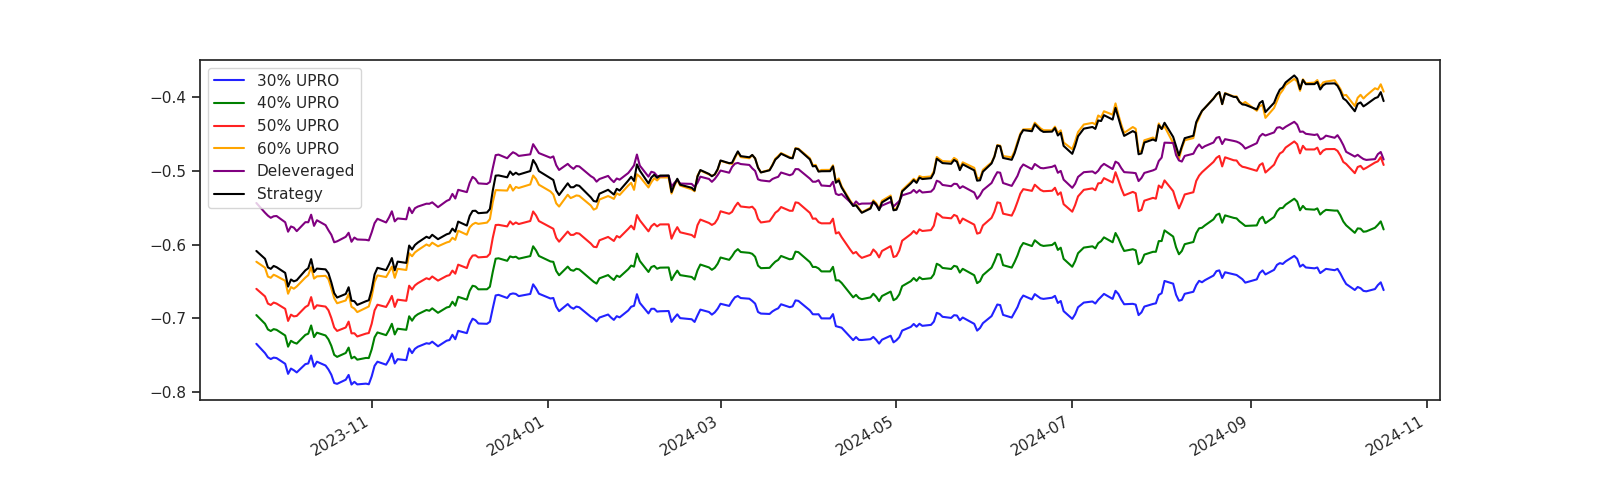 30% UPRO
40% UPRO
50% UPRO
60% UPRO
Deleveraged
Strategy
−0.4
−0.5
−0.6
−0.7
−0.8
2023-11
2024-01
2024-03
2024-05
2024-07
2024-09
2024-11